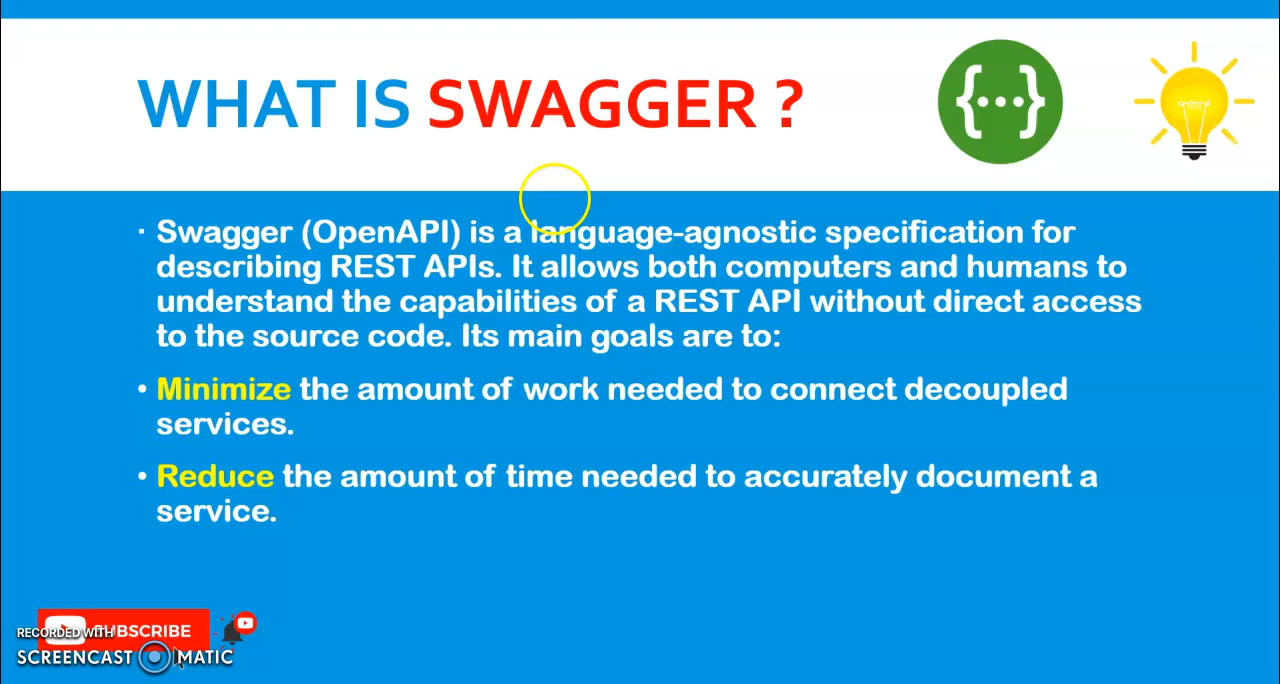 WHAT IS SWAGGER ?
{...}
· Swagger (OpenAPI) is a language-agnostic specification for
describing REST APIs. It allows both computers and humans to
understand the capabilities of a REST API without direct access
to the source code. Its main goals are to:
• Minimize the amount of work needed to connect decoupled
services.
• Reduce the amount of time needed to accurately document a
service.
SUBSCRIBE
RECORDED WITH
SCREENCAST MATIC